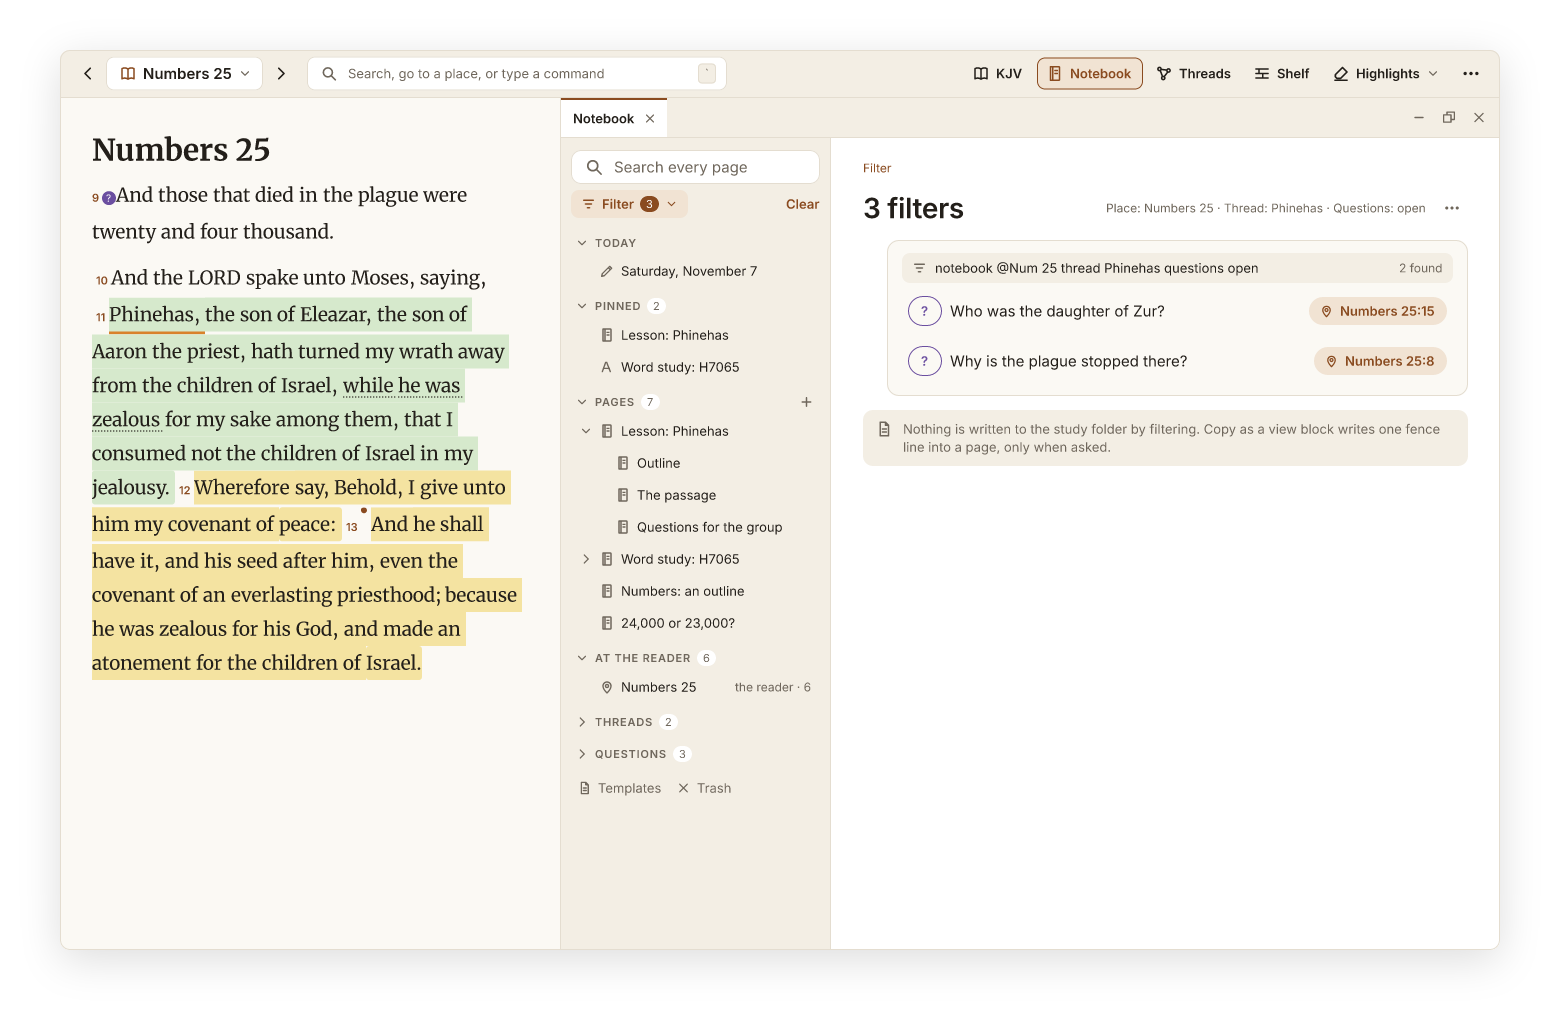 Numbers 25
Search, go to a place, or type a command
`
KJV
Notebook
Threads
Shelf
Highlights
Numbers 25
9 ? And those that died in the plague were
twenty and four thousand.
10 And the LORD spake unto Moses, saying,
11 Phinehas, the son of Eleazar, the son of
Aaron the priest, hath turned my wrath away
from the children of Israel, while he was
zealous for my sake among them, that I
consumed not the children of Israel in my
jealousy. 12 Wherefore say, Behold, I give unto
him my covenant of peace: 13 And he shall
have it, and his seed after him, even the
covenant of an everlasting priesthood; because
he was zealous for his God, and made an
atonement for the children of Israel.
Notebook
Search every page
Filter 3
Clear
TODAY
Saturday, November 7
PINNED 2
Lesson: Phinehas
A Word study: H7065
PAGES 7
Lesson: Phinehas
Outline
The passage
Questions for the group
Word study: H7065
Numbers: an outline
24,000 or 23,000?
AT THE READER 6
Numbers 25 the reader · 6
THREADS 2
QUESTIONS 3
Templates
Trash
Filter
3 filters
Place: Numbers 25 · Thread: Phinehas · Questions: open
notebook @Num 25 thread Phinehas questions open
2 found
? Who was the daughter of Zur?
Numbers 25:15
? Why is the plague stopped there?
Numbers 25:8
Nothing is written to the study folder by filtering. Copy as a view block writes one fence
line into a page, only when asked.